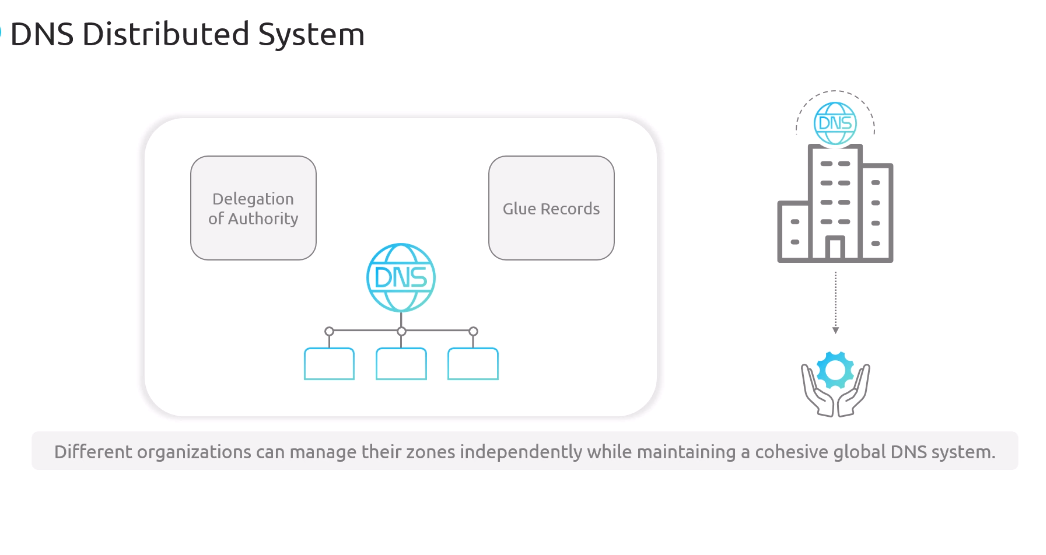 DNS Distributed System
Delegation
of Authority
Glue Records
DNS
DNS
Different organizations can manage their zones independently while maintaining a cohesive global DNS system.